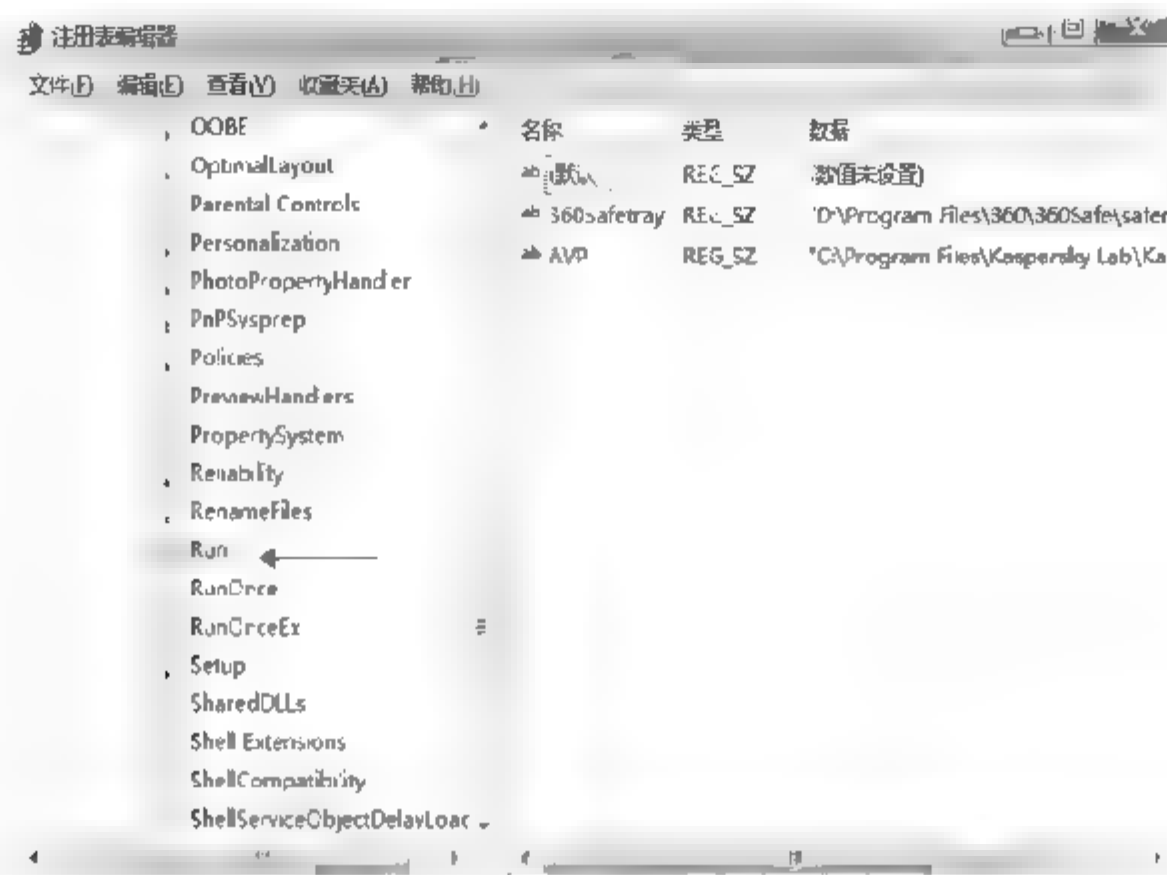 注册表编辑器
文件(F) 编辑(E) 查看(V) 收藏夹(A) 帮助(H)
OOBE
OptimalLayout
Parental Controls
Personalization
PhotoPropertyHandler
PnPSysprep
Policies
PreviewHandlers
PropertySystem
Reliability
RenameFiles
Run
RunOnce
RunOnceEx
Setup
SharedDLLs
Shell Extensions
ShellCompatibility
ShellServiceObjectDelayLoad
名称 类型 数据
(默认) REG_SZ (数值未设置)
360Safetray REG_SZ "D:\Program Files\360\360Safe\safem
AVP REG_SZ "C:\Program Files\Kaspersky Lab\Ka